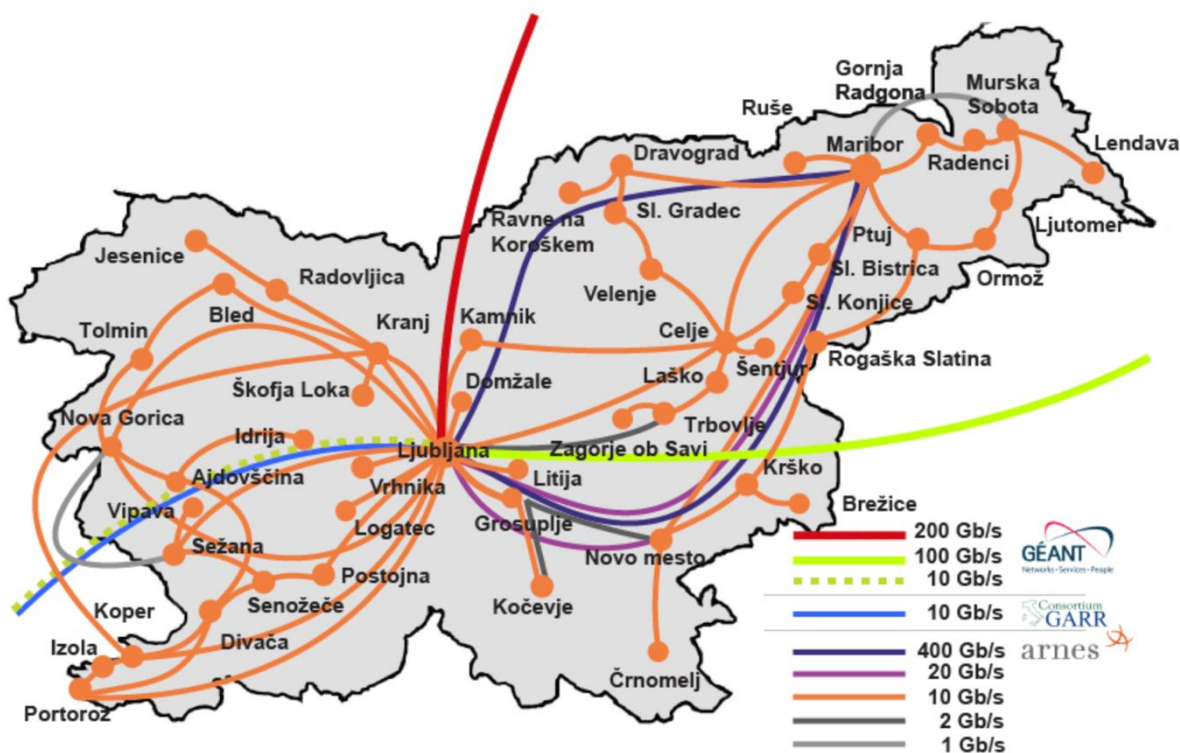 Gornja
Radgona
Murska
Sobota
Ruše
Maribor
Lendava
Dravograd
Radenci
Ravne na
Koroškem
Sl. Gradec
Ljutomer
Ptuj
Jesenice
Radovljica
Sl. Bistrica
Ormož
Velenje
Sl. Konjice
Bled
Tolmin
Kranj
Kamnik
Celje
Rogaška Slatina
Šentjur
Škofja Loka
Domžale
Laško
Nova Gorica
Trbovlje
Idrija
Ljubljana
Zagorje ob Savi
Krško
Ajdovščina
Vrhnika
Litija
Vipava
Logatec
Grosuplje
Brežice
Sežana
Novo mesto
Postojna
Koper
Senožeče
Kočevje
Izola
Divača
Črnomelj
Portorož
200 Gb/s
100 Gb/s
10 Gb/s
GÉANT
Networks • Services • People
10 Gb/s
Consortium
GARR
400 Gb/s
arnes
20 Gb/s
10 Gb/s
2 Gb/s
1 Gb/s